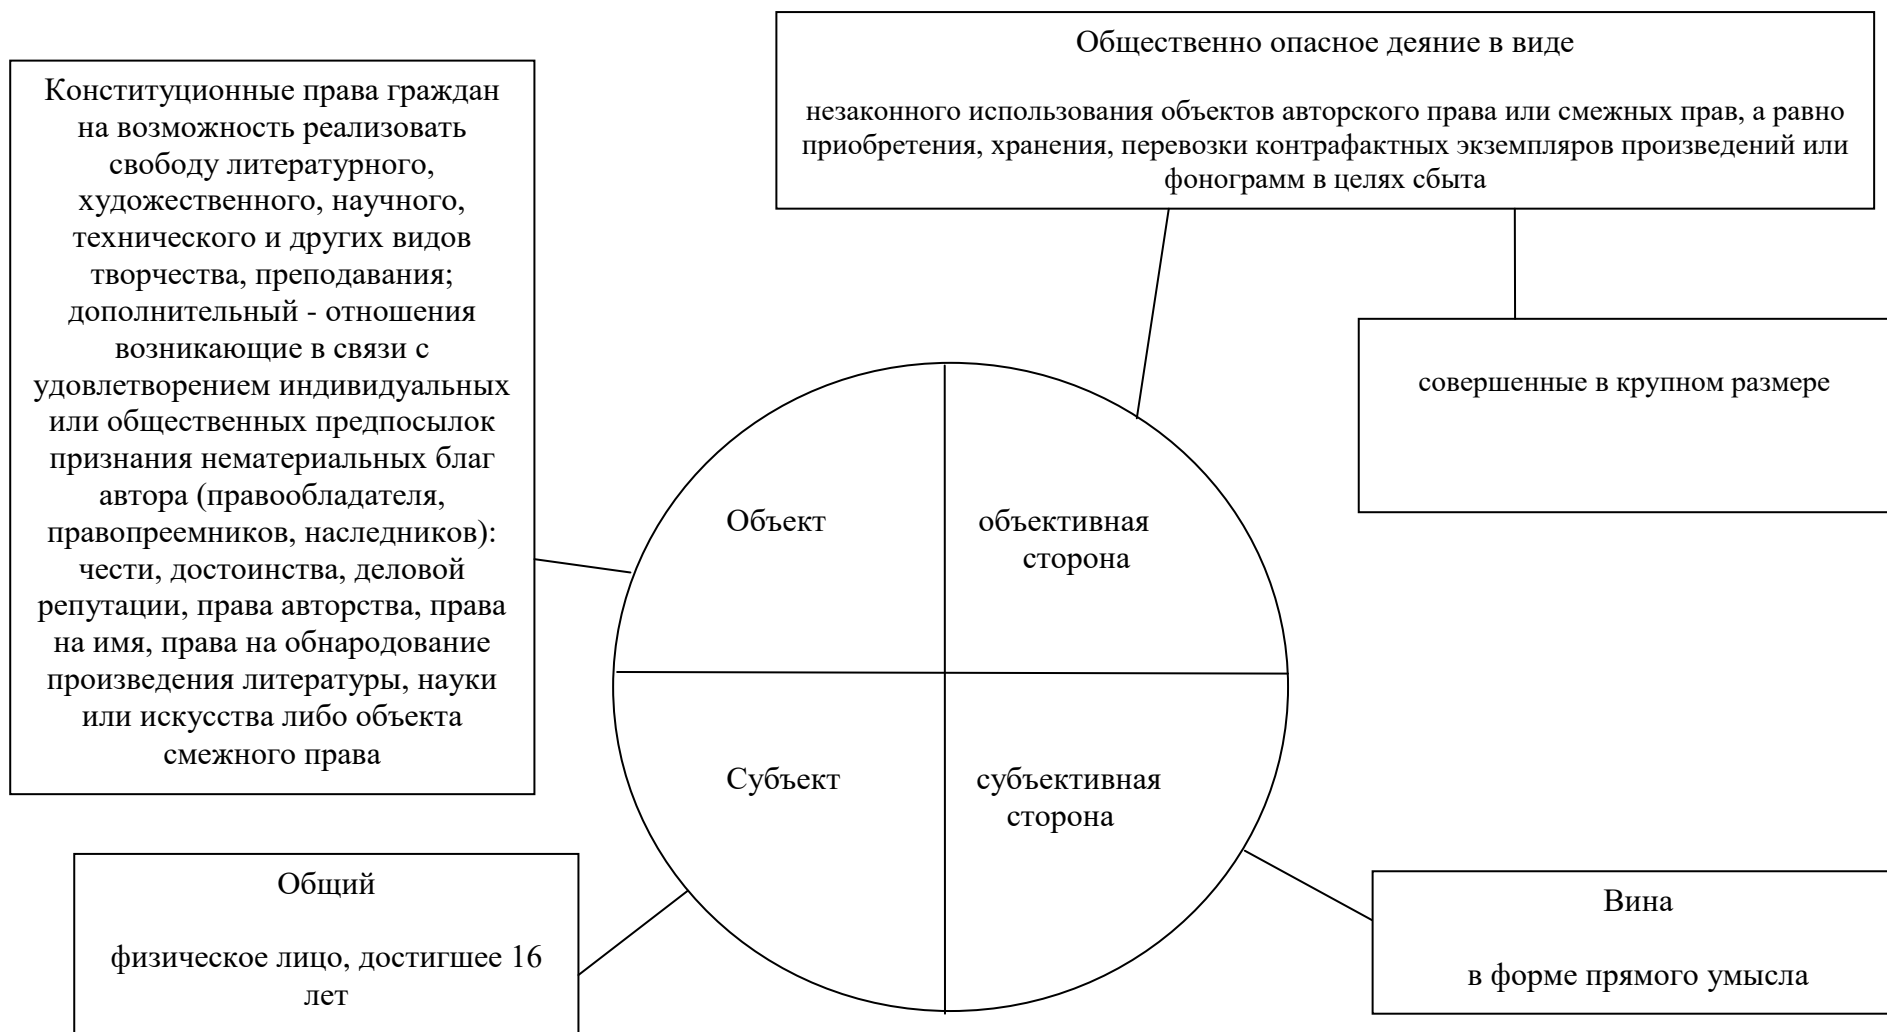 Общественно опасное деяние в виде
незаконного использования объектов авторского права или смежных прав, а равно
приобретения, хранения, перевозки контрафактных экземпляров произведений или
фонограмм в целях сбыта
Конституционные права граждан
на возможность реализовать
свободу литературного,
художественного, научного,
технического и других видов
творчества, преподавания;
дополнительный - отношения
возникающие в связи с
удовлетворением индивидуальных
или общественных предпосылок
признания нематериальных благ
автора (правообладателя,
правопреемников, наследников):
чести, достоинства, деловой
репутации, права авторства, права
на имя, права на обнародование
произведения литературы, науки
или искусства либо объекта
смежного права
совершенные в крупном размере
Объект
объективная
сторона
Субъект
субъективная
сторона
Общий
физическое лицо, достигшее 16
лет
Вина
в форме прямого умысла